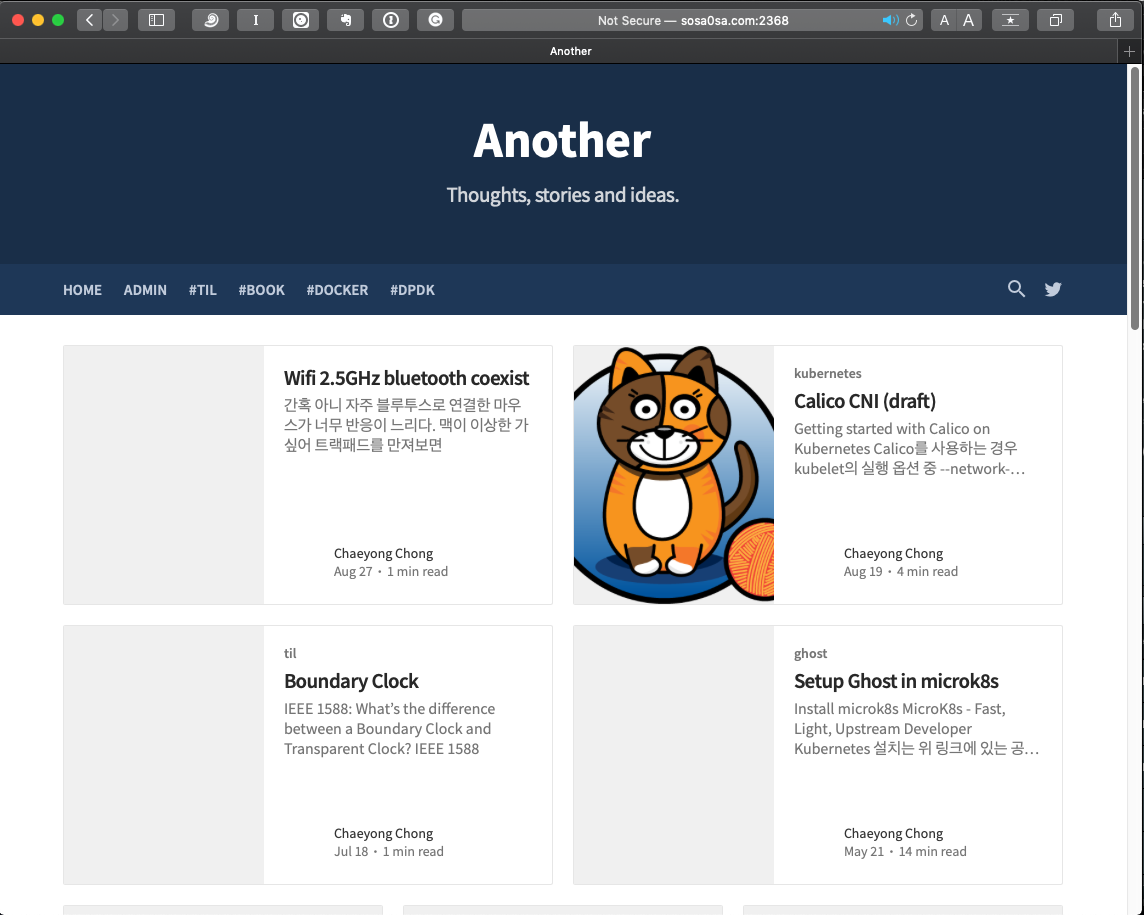 Not Secure — sosa0sa.com:2368
A A
Another
Another
Thoughts, stories and ideas.
HOME ADMIN #TIL #BOOK #DOCKER #DPDK
Wifi 2.5GHz bluetooth coexist
간혹 아니 자주 블루투스로 연결한 마우
스가 너무 반응이 느리다. 맥이 이상한 가
싶어 트랙패드를 만져보면
Chaeyong Chong
Aug 27 • 1 min read
kubernetes
Calico CNI (draft)
Getting started with Calico on
Kubernetes Calico를 사용하는 경우
kubelet의 실행 옵션 중 --network-…
Chaeyong Chong
Aug 19 • 4 min read
til
Boundary Clock
IEEE 1588: What’s the difference
between a Boundary Clock and
Transparent Clock? IEEE 1588
Chaeyong Chong
Jul 18 • 1 min read
ghost
Setup Ghost in microk8s
Install microk8s MicroK8s - Fast,
Light, Upstream Developer
Kubernetes 설치는 위 링크에 있는 공…
Chaeyong Chong
May 21 • 14 min read